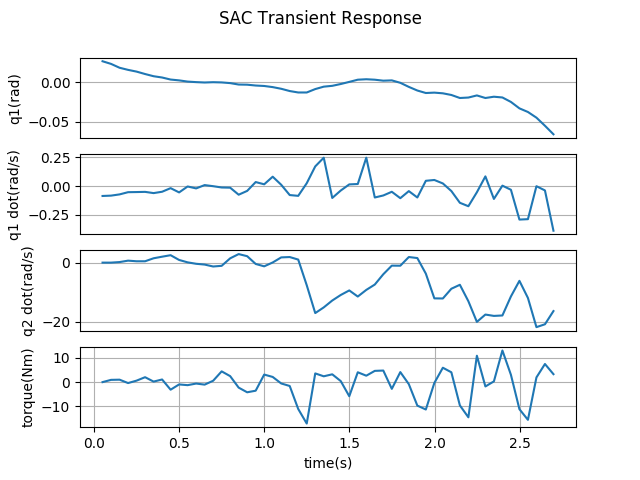 SAC Transient Response
q1(rad)
0.00
−0.05
q1 dot(rad/s)
0.25
0.00
−0.25
q2 dot(rad/s)
0
−20
torque(Nm)
10
0
−10
0.0 0.5 1.0 1.5 2.0 2.5
time(s)